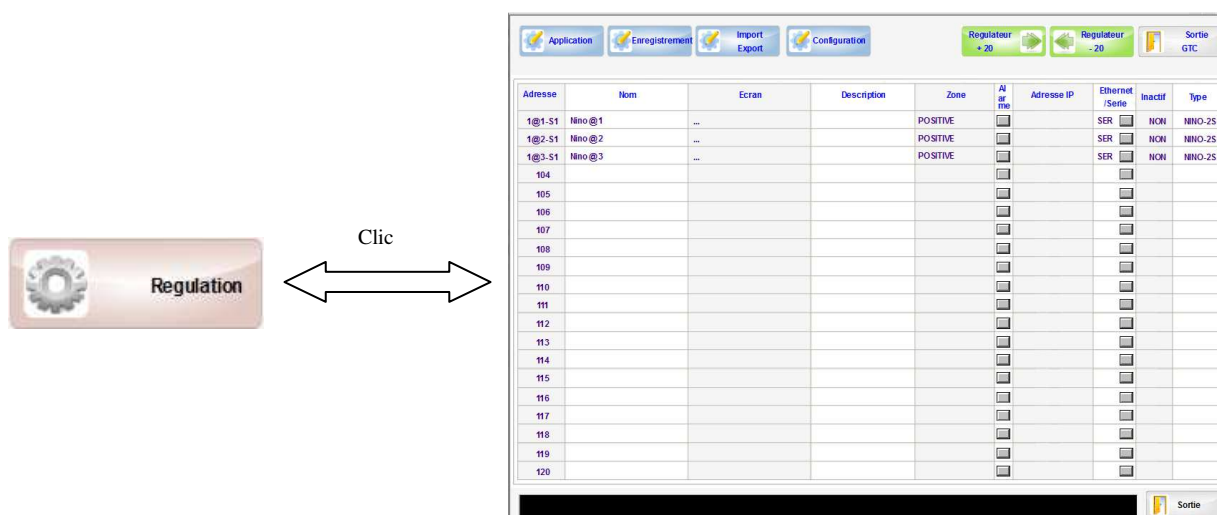 Application Enregistrement Import Export Configuration Regulateur + 20 Regulateur - 20 Sortie GTC
Adresse Nom Ecran Description Zone Alarme Adresse IP Ethernet /Serie Inactif Type
1@1-S1 Nino @1 ... POSITIVE SER NON NINO-2S
1@2-S1 Nino @2 ... POSITIVE SER NON NINO-2S
1@3-S1 Nino @3 ... POSITIVE SER NON NINO-2S
104
105
106
107
Clic
108
109
Regulation
110
111
112
113
114
115
116
117
118
119
120
Sortie